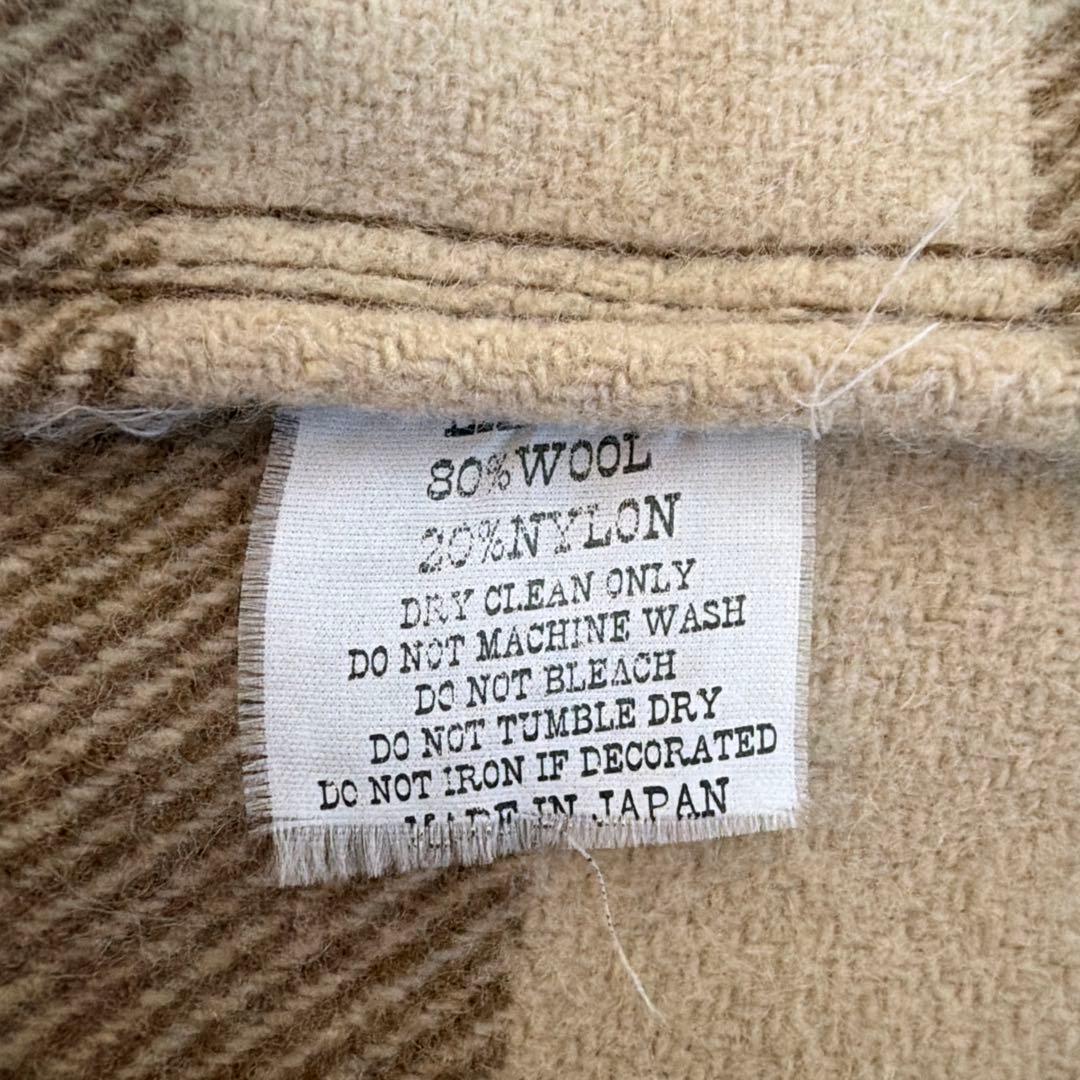 80%WOOL
20%NYLON
DRY CLEAN ONLY
DO NOT MACHINE WASH
DO NOT BLEACH
DO NOT TUMBLE DRY
DO NOT IRON IF DECORATED
MADE IN JAPAN